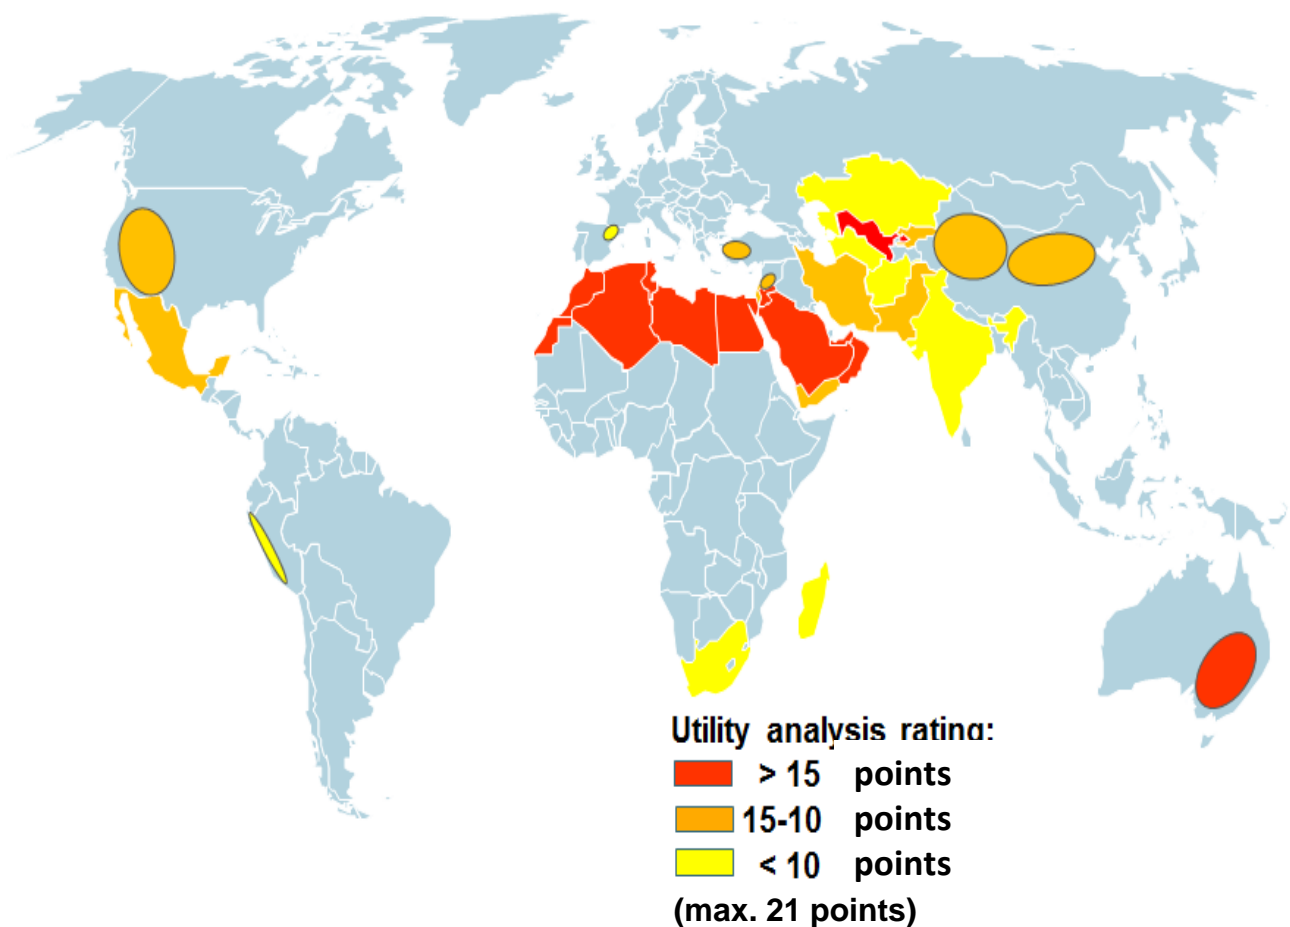 Utility analysis rating:
> 15 points
15-10 points
< 10 points
(max. 21 points)